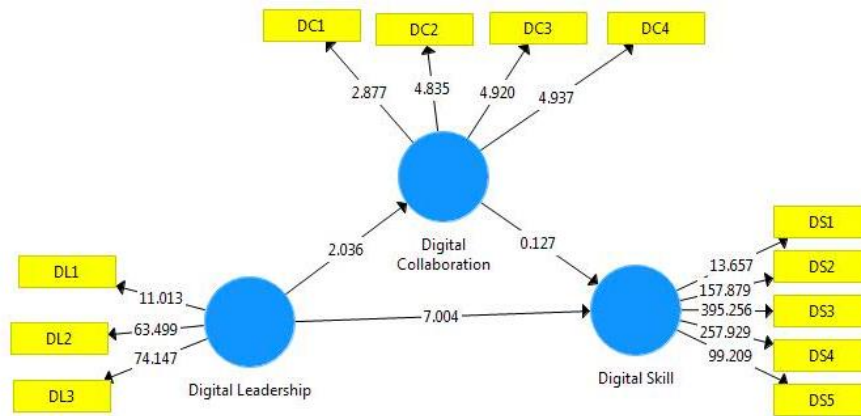 DC1
DC2
DC3
DC4
2.877
4.835
4.920
4.937
Digital
Collaboration
2.036
0.127
DL1
DL2
DL3
11.013
63.499
74.147
Digital Leadership
7.004
Digital Skill
13.657
157.879
395.256
257.929
99.209
DS1
DS2
DS3
DS4
DS5